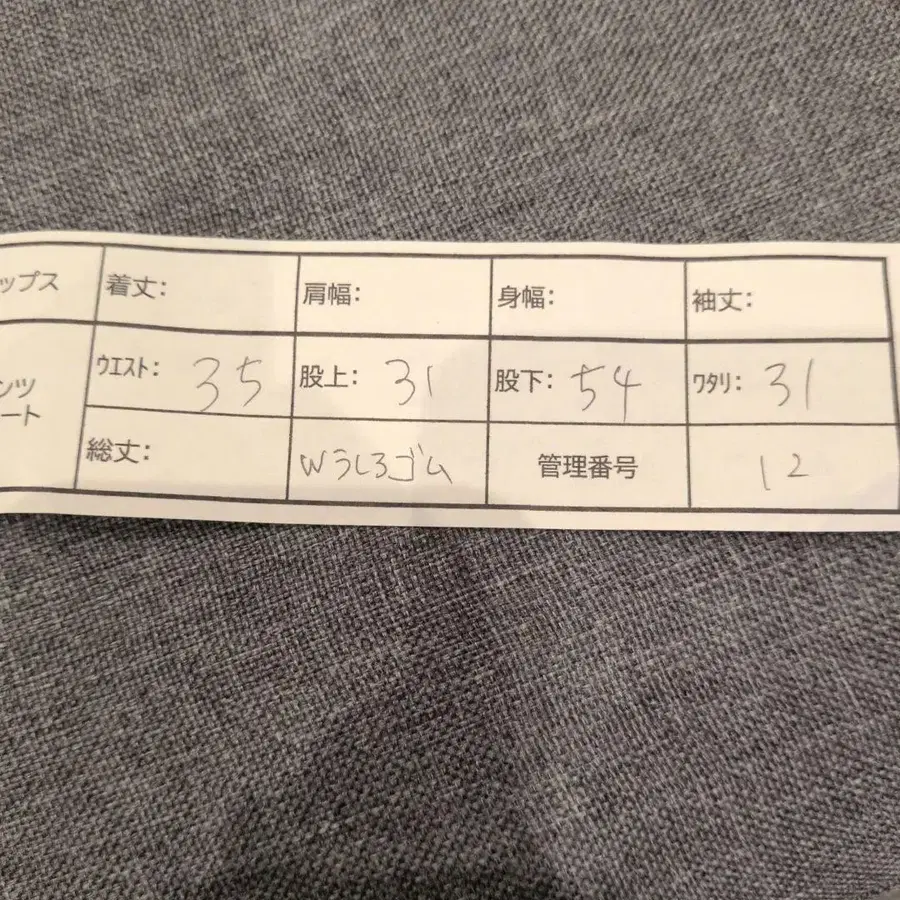 ップス 着丈: 肩幅: 身幅: 袖丈:
ンツ
ート
ウエスト: 35 股上: 31 股下: 54 ワタリ: 31
総丈: Wうしろゴム 管理番号 12